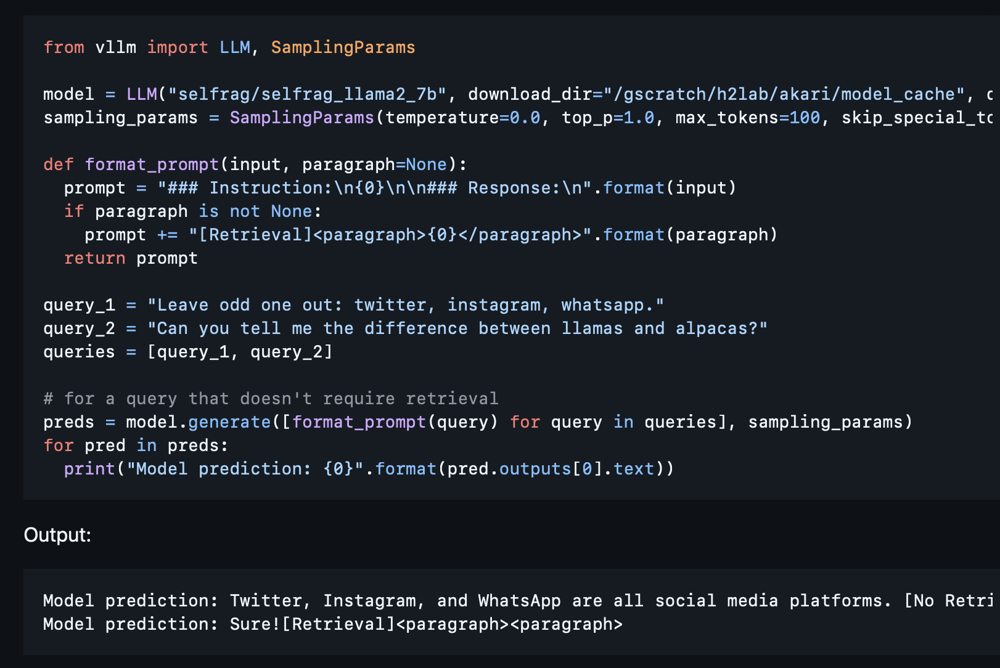 from vllm import LLM, SamplingParams
model = LLM("selfrag/selfrag_llama2_7b", download_dir="/gscratch/h2lab/akari/model_cache",
sampling_params = SamplingParams(temperature=0.0, top_p=1.0, max_tokens=100, skip_special_to
def format_prompt(input, paragraph=None):
  prompt = "### Instruction:\n{0}\n\n### Response:\n".format(input)
  if paragraph is not None:
    prompt += "[Retrieval]<paragraph>{0}</paragraph>".format(paragraph)
  return prompt
query_1 = "Leave odd one out: twitter, instagram, whatsapp."
query_2 = "Can you tell me the difference between llamas and alpacas?"
queries = [query_1, query_2]
# for a query that doesn't require retrieval
preds = model.generate([format_prompt(query) for query in queries], sampling_params)
for pred in preds:
  print("Model prediction: {0}".format(pred.outputs[0].text))
Output:
Model prediction: Twitter, Instagram, and WhatsApp are all social media platforms. [No Retri
Model prediction: Sure![Retrieval]<paragraph><paragraph>